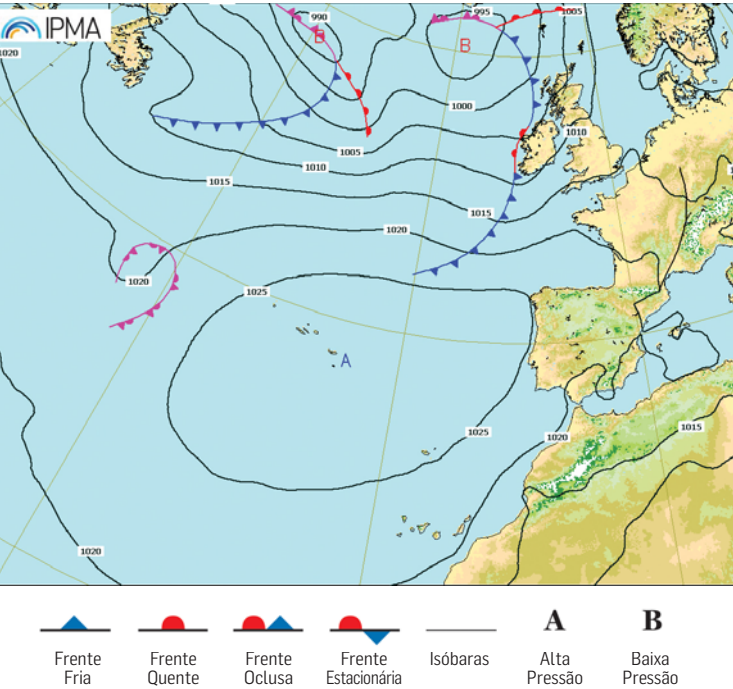 IPMA
990
995
1005
B
B
1020
1000
1010
1005
1010
1015
1015
1020
1020
1025
A
1025
1020
1015
1020
Frente Fria
Frente Quente
Frente Oclusa
Frente Estacionária
Isóbaras
A
Alta Pressão
B
Baixa Pressão